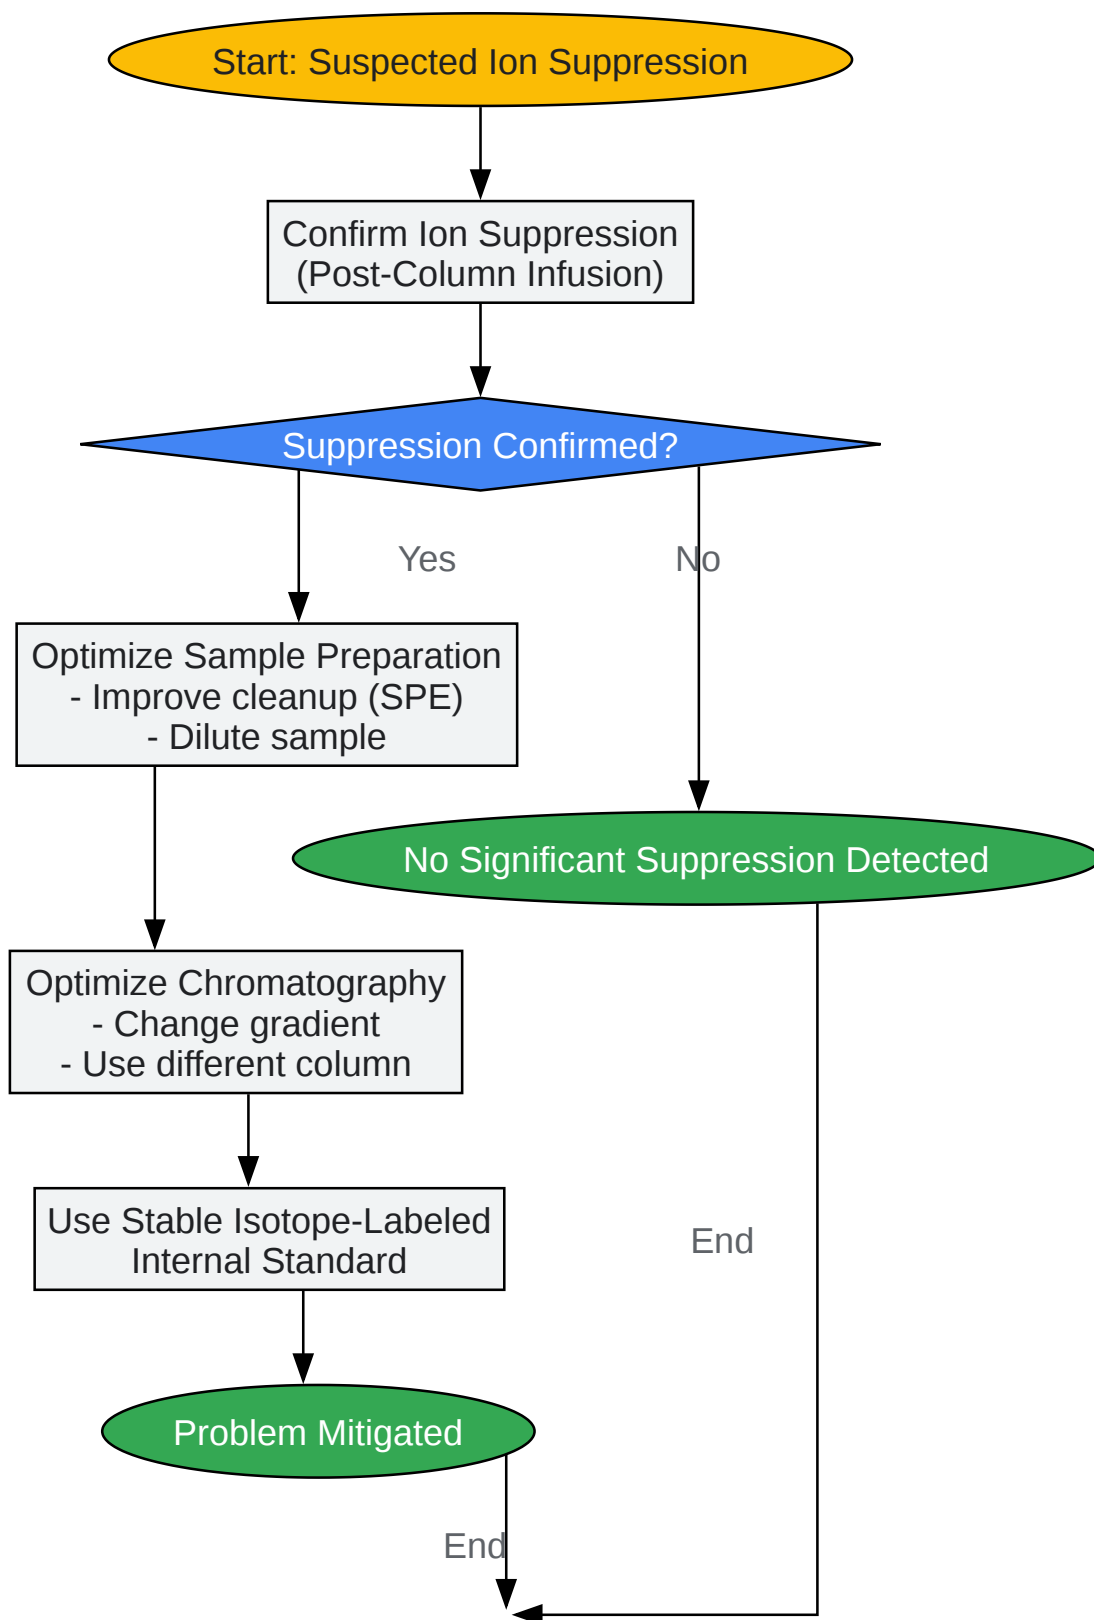 Start: Suspected Ion Suppression
Confirm Ion Suppression
(Post-Column Infusion)
Suppression Confirmed?
Yes
No
Optimize Sample Preparation
- Improve cleanup (SPE)
- Dilute sample
No Significant Suppression Detected
Optimize Chromatography
- Change gradient
- Use different column
Use Stable Isotope-Labeled
Internal Standard
End
Problem Mitigated
End